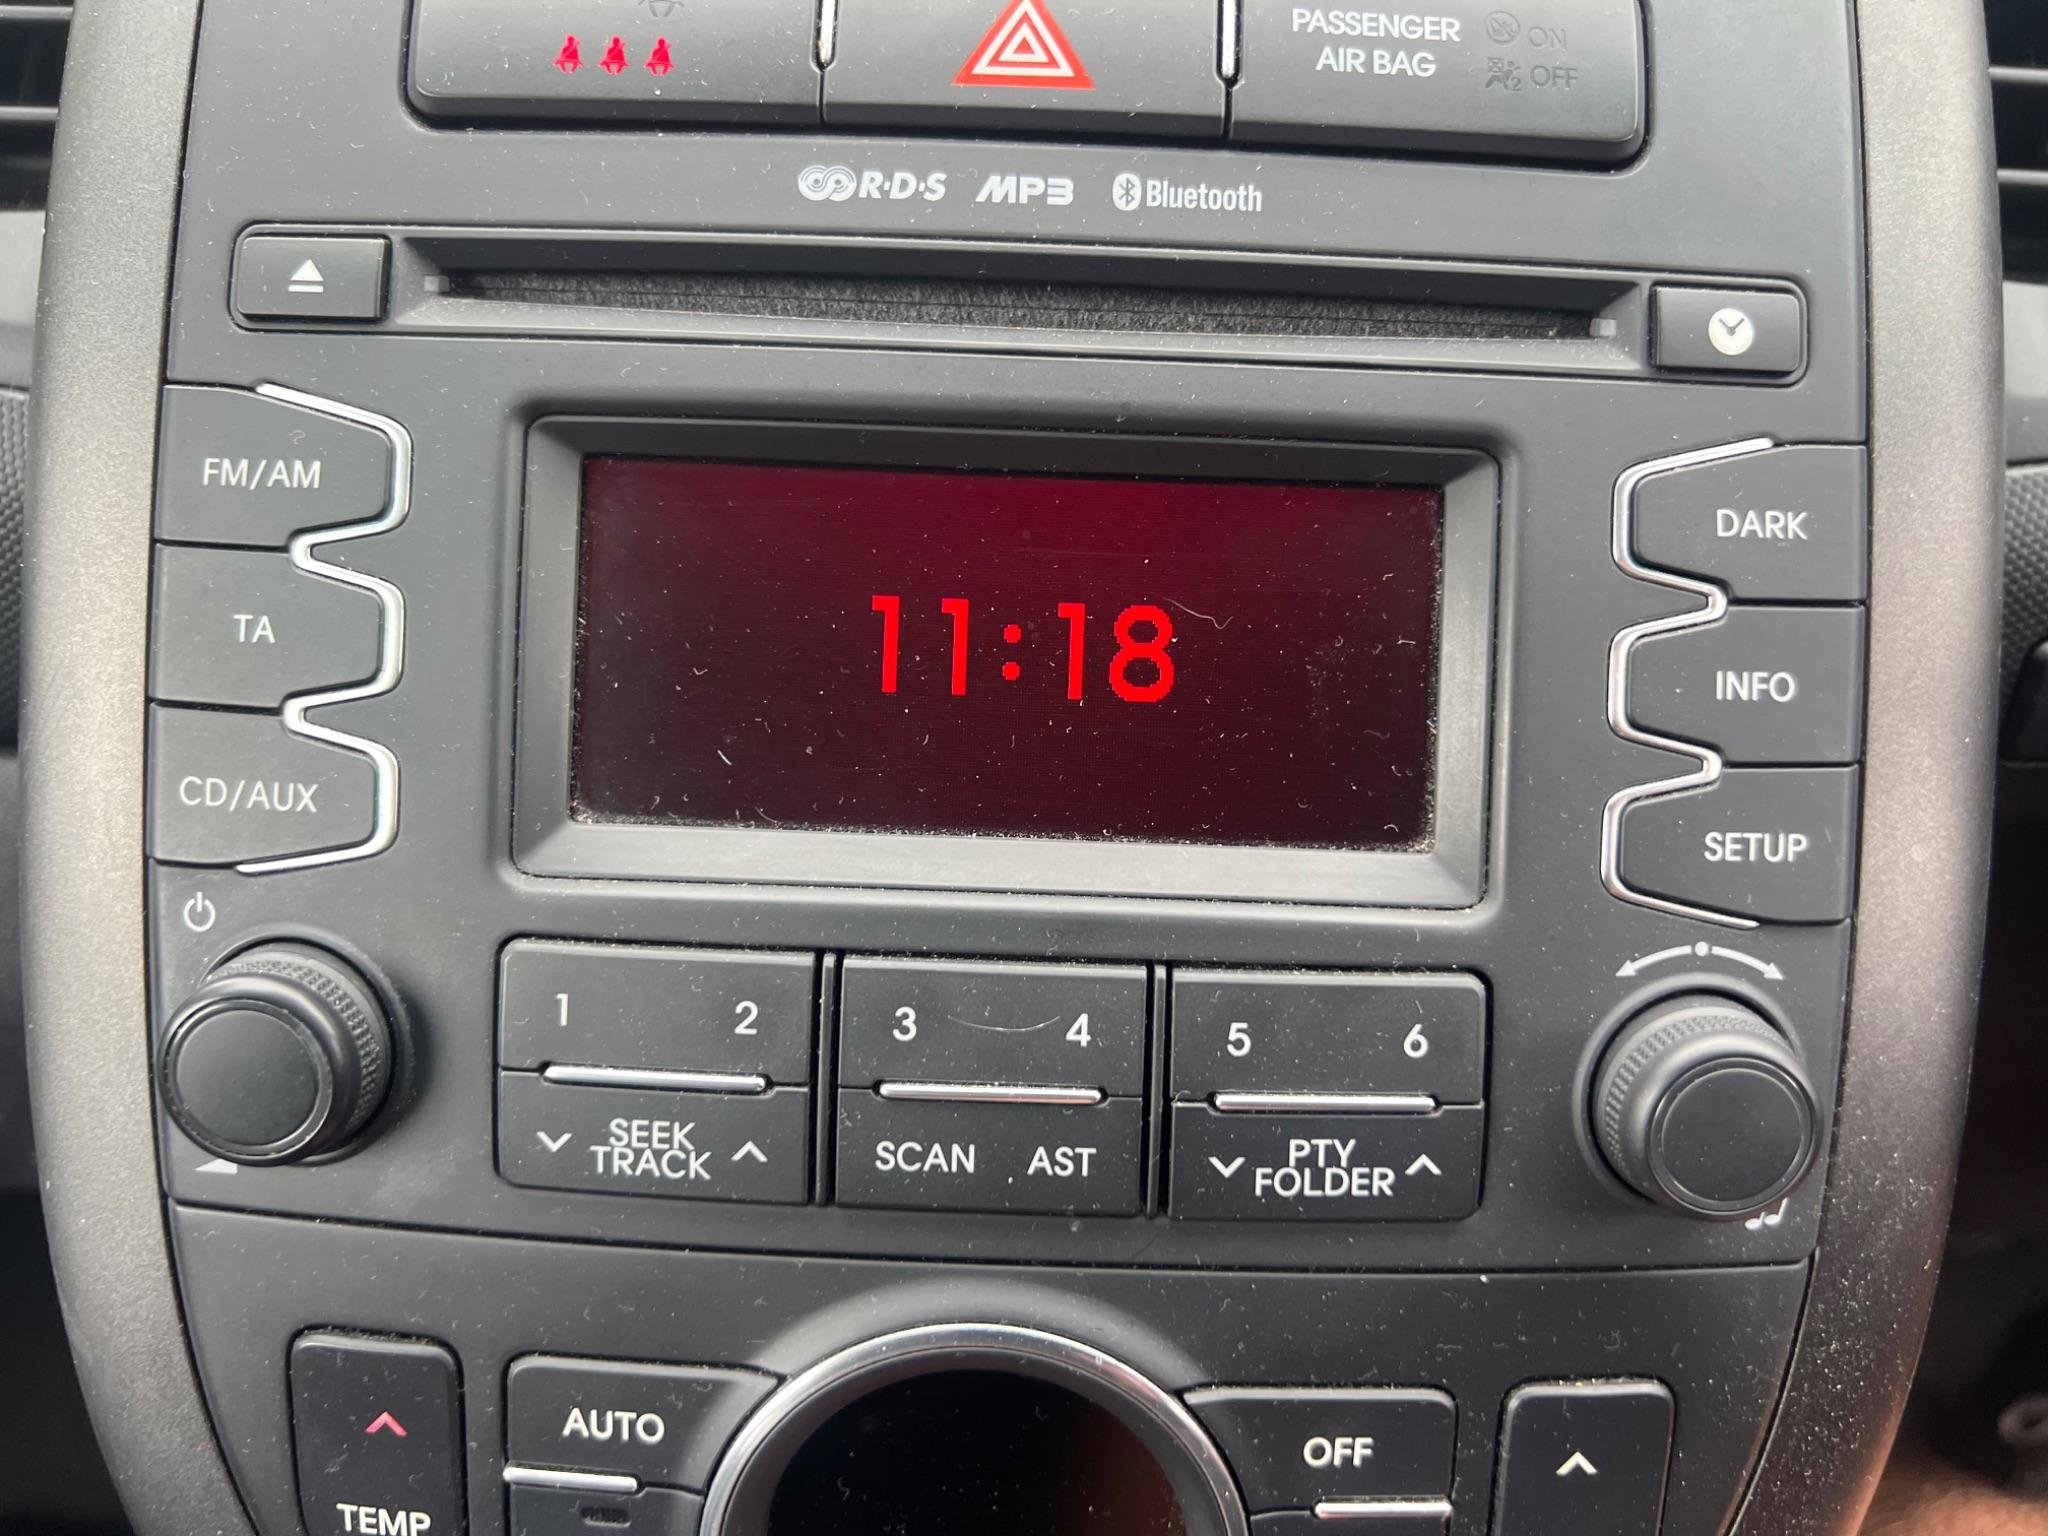 PASSENGER
AIR BAG
ON
OFF
R·D·S MP3 Bluetooth
FM/AM
DARK
11:18
TA
INFO
CD/AUX
SETUP
1 2 3 4 5 6
SEEK
TRACK
SCAN AST
PTY
FOLDER
AUTO
OFF
TEMP